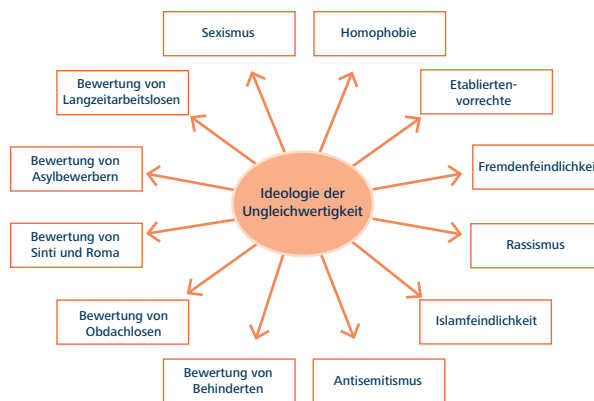 Sexismus
Homophobie
Bewertung von
Langzeitarbeitslosen
Etablierten-
vorrechte
Bewertung von
Asylbewerbern
Fremdenfeindlichkeit
Ideologie der
Ungleichwertigkeit
Bewertung von
Sinti und Roma
Rassismus
Bewertung von
Obdachlosen
Islamfeindlichkeit
Bewertung von
Behinderten
Antisemitismus